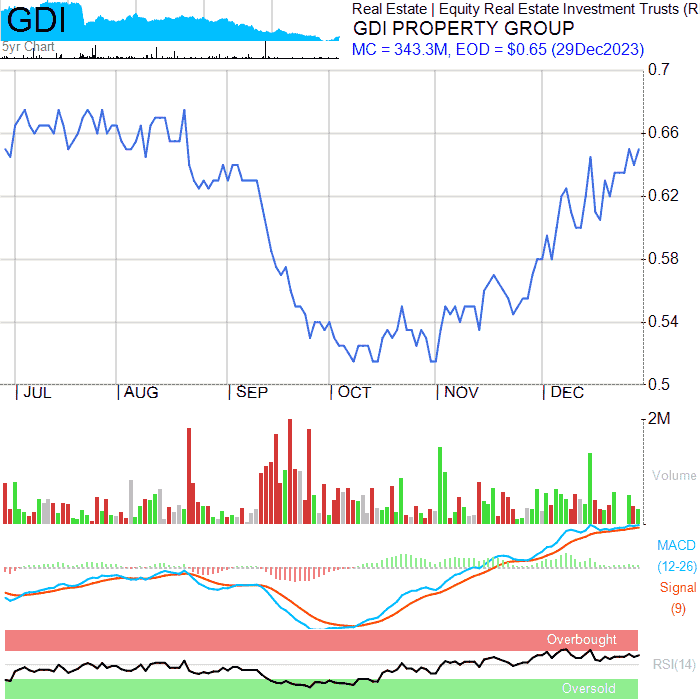 GDI
5yr Chart
Real Estate | Equity Real Estate Investment Trusts (R
GDI PROPERTY GROUP
MC = 343.3M, EOD = $0.65 (29Dec2023)
0.7
0.66
0.62
0.58
0.54
0.5
JUL AUG SEP OCT NOV DEC
2M
Volume
MACD
(12-26)
Signal
(9)
Overbought
RSI(14)
Oversold